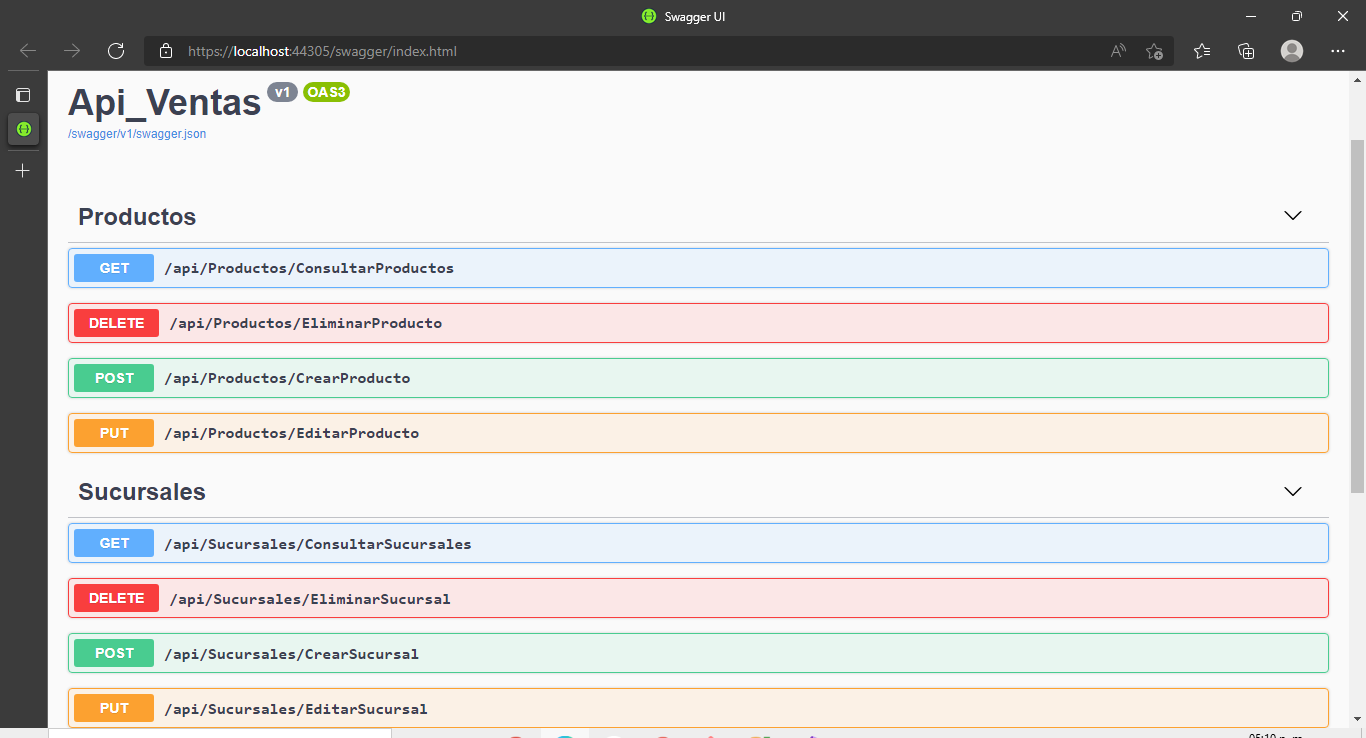 Swagger UI
https://localhost:44305/swagger/index.html
Api_Ventas v1 OAS3
/swagger/v1/swagger.json
Productos
GET /api/Productos/ConsultarProductos
DELETE /api/Productos/EliminarProducto
POST /api/Productos/CrearProducto
PUT /api/Productos/EditarProducto
Sucursales
GET /api/Sucursales/ConsultarSucursales
DELETE /api/Sucursales/EliminarSucursal
POST /api/Sucursales/CrearSucursal
PUT /api/Sucursales/EditarSucursal